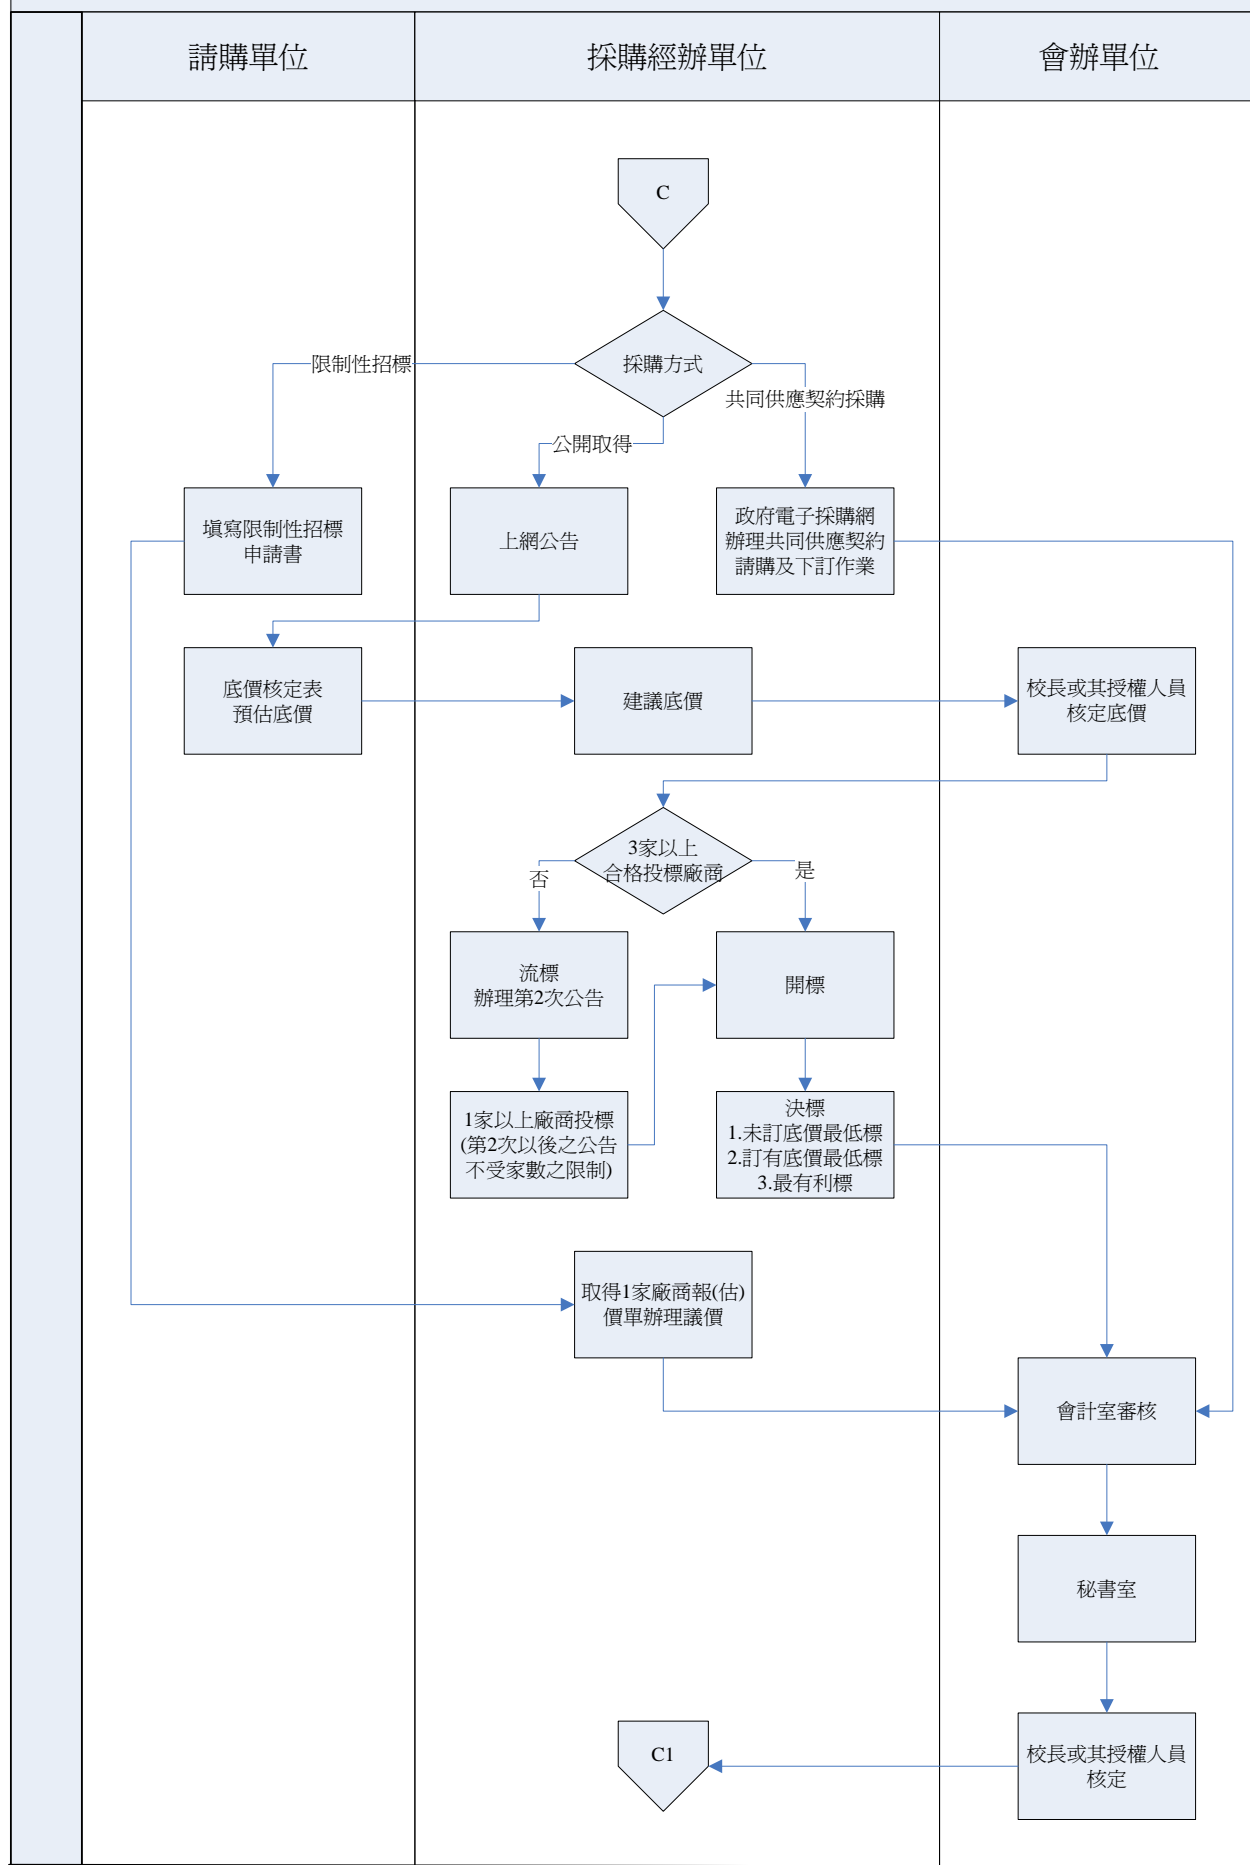 請購單位
採購經辦單位
會辦單位
C
採購方式
限制性招標
共同供應契約採購
公開取得
填寫限制性招標
申請書
上網公告
政府電子採購網
辦理共同供應契約
請購及下訂作業
底價核定表
預估底價
建議底價
校長或其授權人員
核定底價
3家以上
合格投標廠商
否
是
流標
辦理第2次公告
開標
1家以上廠商投標
(第2次以後之公告
不受家數之限制)
決標
1.未訂底價最低標
2.訂有底價最低標
3.最有利標
取得1家廠商報(估)
價單辦理議價
會計室審核
秘書室
校長或其授權人員
核定
C1